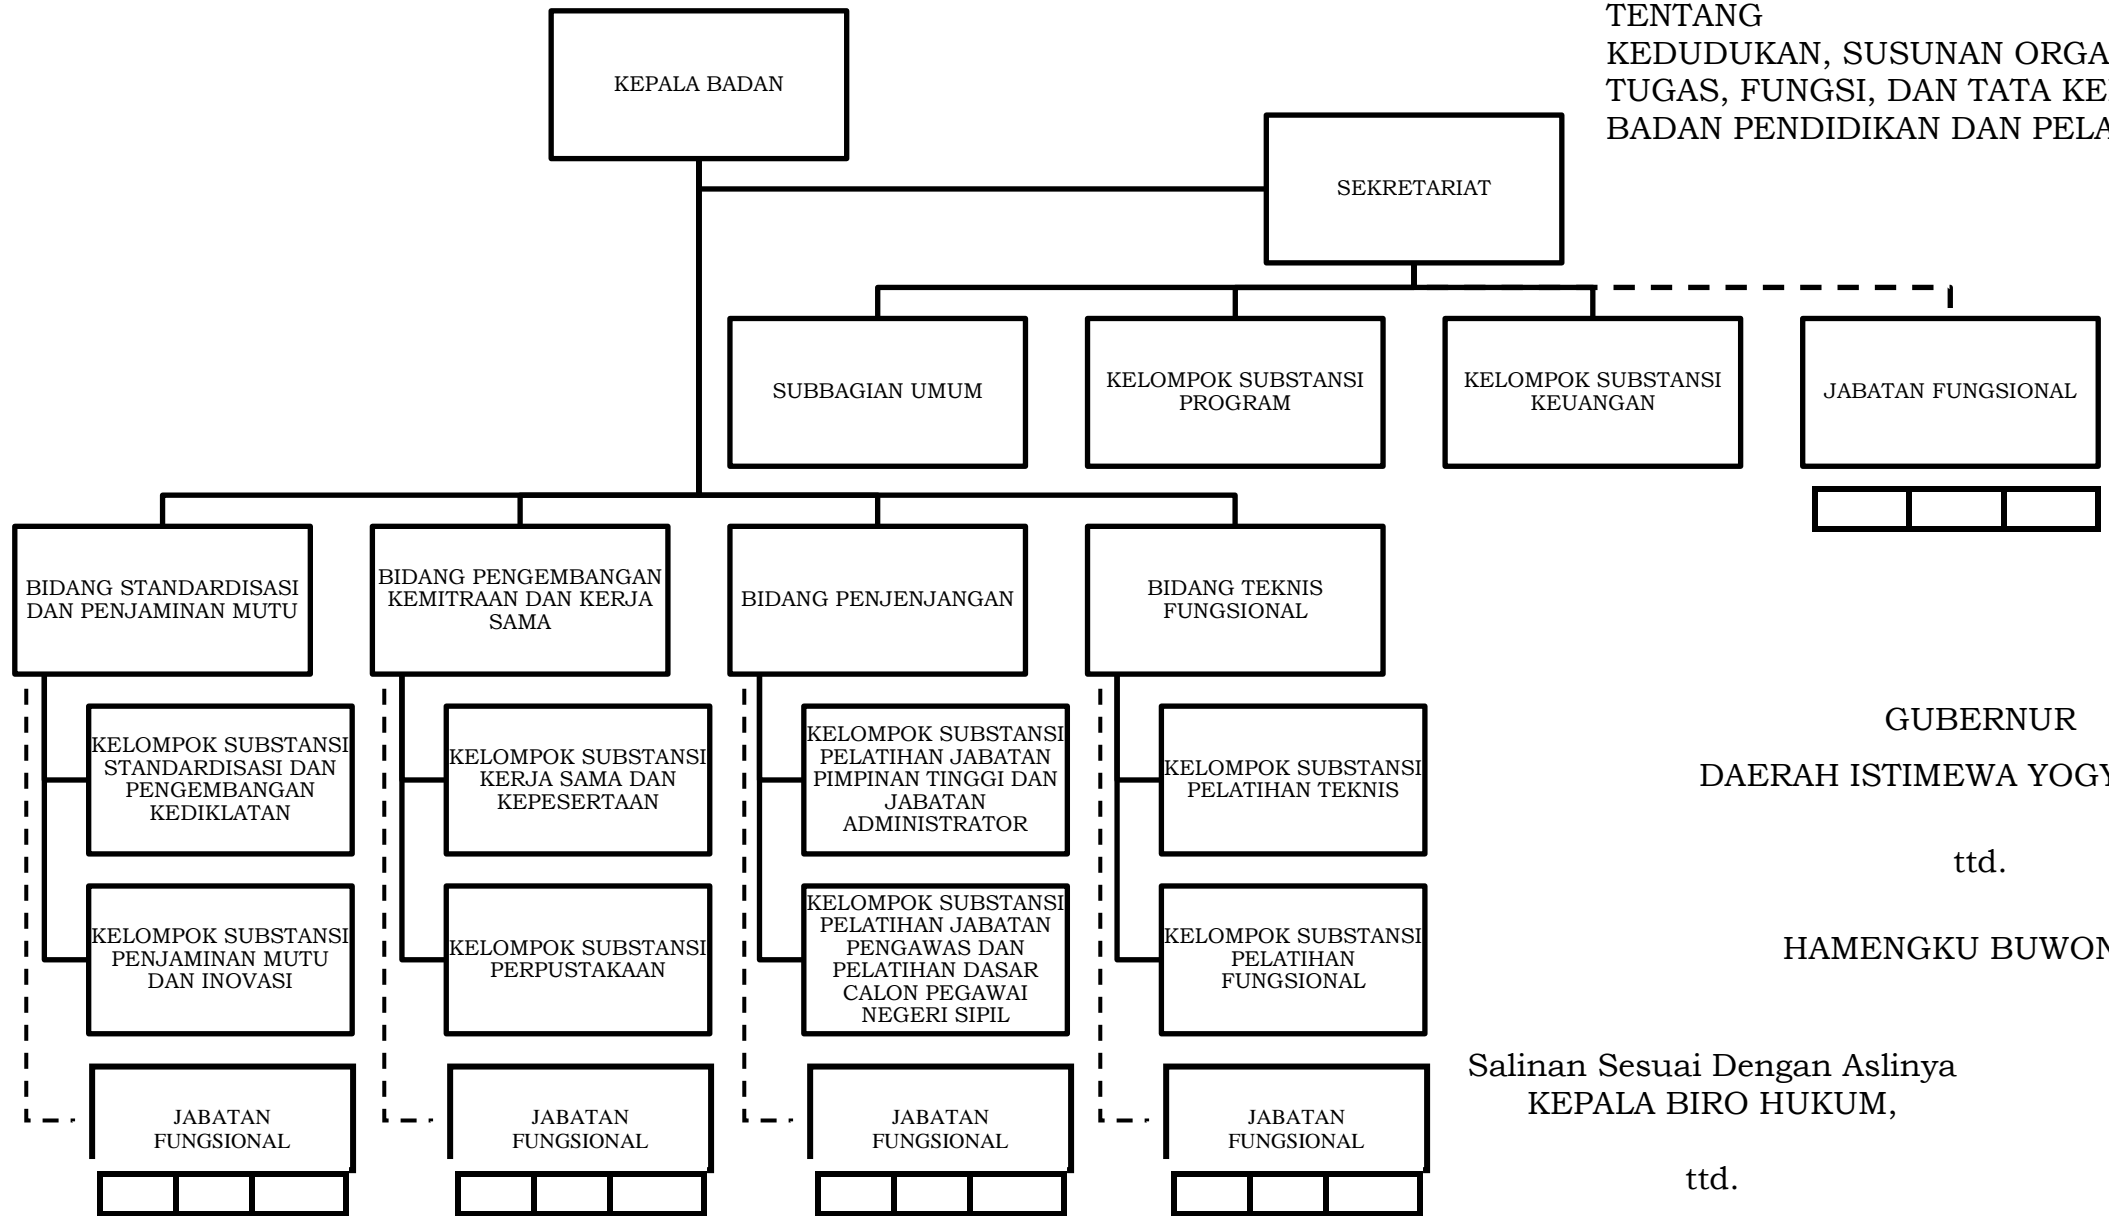 TENTANG
KEDUDUKAN, SUSUNAN
TUGAS, FUNGSI, DAN TATA
BADAN PENDIDIKAN DAN
KEPALA BADAN
SEKRETARIAT
SUBBAGIAN UMUM
KELOMPOK SUBSTANSI
PROGRAM
KELOMPOK SUBSTANSI
KEUANGAN
JABATAN FUNGSIONAL
BIDANG STANDARDISASI
DAN PENJAMINAN MUTU
BIDANG PENGEMBANGAN
KEMITRAAN DAN KERJA
SAMA
BIDANG PENJENJANGAN
BIDANG TEKNIS
FUNGSIONAL
KELOMPOK SUBSTANSI
STANDARDISASI DAN
PENGEMBANGAN
KEDIKLATAN
KELOMPOK SUBSTANSI
KERJA SAMA DAN
KEPESERTAAN
KELOMPOK SUBSTANSI
PELATIHAN JABATAN
PIMPINAN TINGGI DAN
JABATAN
ADMINISTRATOR
KELOMPOK SUBSTANSI
PELATIHAN TEKNIS
KELOMPOK SUBSTANSI
PENJAMINAN MUTU
DAN INOVASI
KELOMPOK SUBSTANSI
PERPUSTAKAAN
KELOMPOK SUBSTANSI
PELATIHAN JABATAN
PENGAWAS DAN
PELATIHAN DASAR
CALON PEGAWAI
NEGERI SIPIL
KELOMPOK SUBSTANSI
PELATIHAN
FUNGSIONAL
JABATAN
FUNGSIONAL
JABATAN
FUNGSIONAL
JABATAN
FUNGSIONAL
JABATAN
FUNGSIONAL
GUBERNUR
DAERAH ISTIMEWA
ttd.
HAMENGKU
Salinan Sesuai Dengan Aslinya
KEPALA BIRO HUKUM,
ttd.